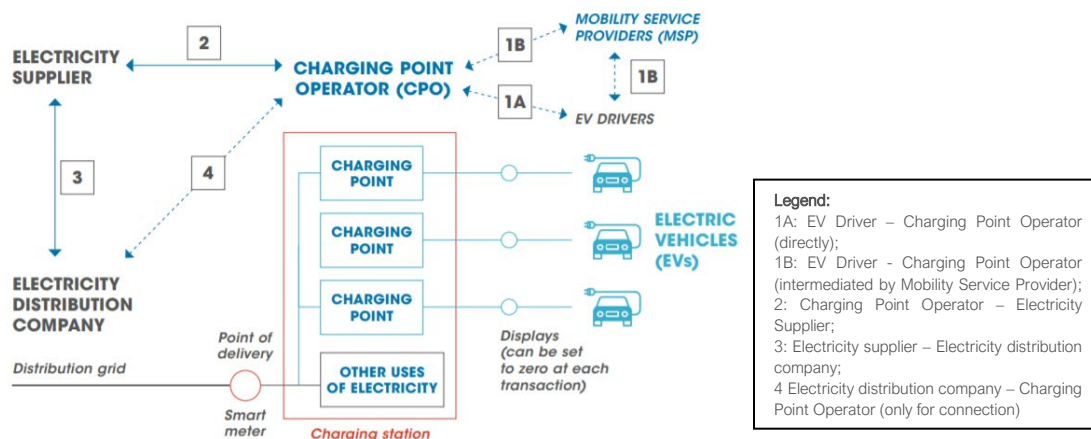 MOBILITY SERVICE
PROVIDERS (MSP)
2
1B
ELECTRICITY
SUPPLIER
CHARGING POINT
OPERATOR (CPO)
1B
1A
EV DRIVERS
3
4
CHARGING
POINT
CHARGING
POINT
ELECTRIC
VEHICLES
(EVs)
CHARGING
POINT
ELECTRICITY
DISTRIBUTION
COMPANY
Point of
delivery
Displays
(can be set
to zero at each
transaction)
Distribution grid
OTHER USES
OF ELECTRICITY
Smart
meter
Charging station
Legend:
1A: EV Driver – Charging Point Operator
(directly);
1B: EV Driver - Charging Point Operator
(intermediated by Mobility Service Provider);
2: Charging Point Operator – Electricity
Supplier;
3: Electricity supplier – Electricity distribution
company;
4 Electricity distribution company – Charging
Point Operator (only for connection)